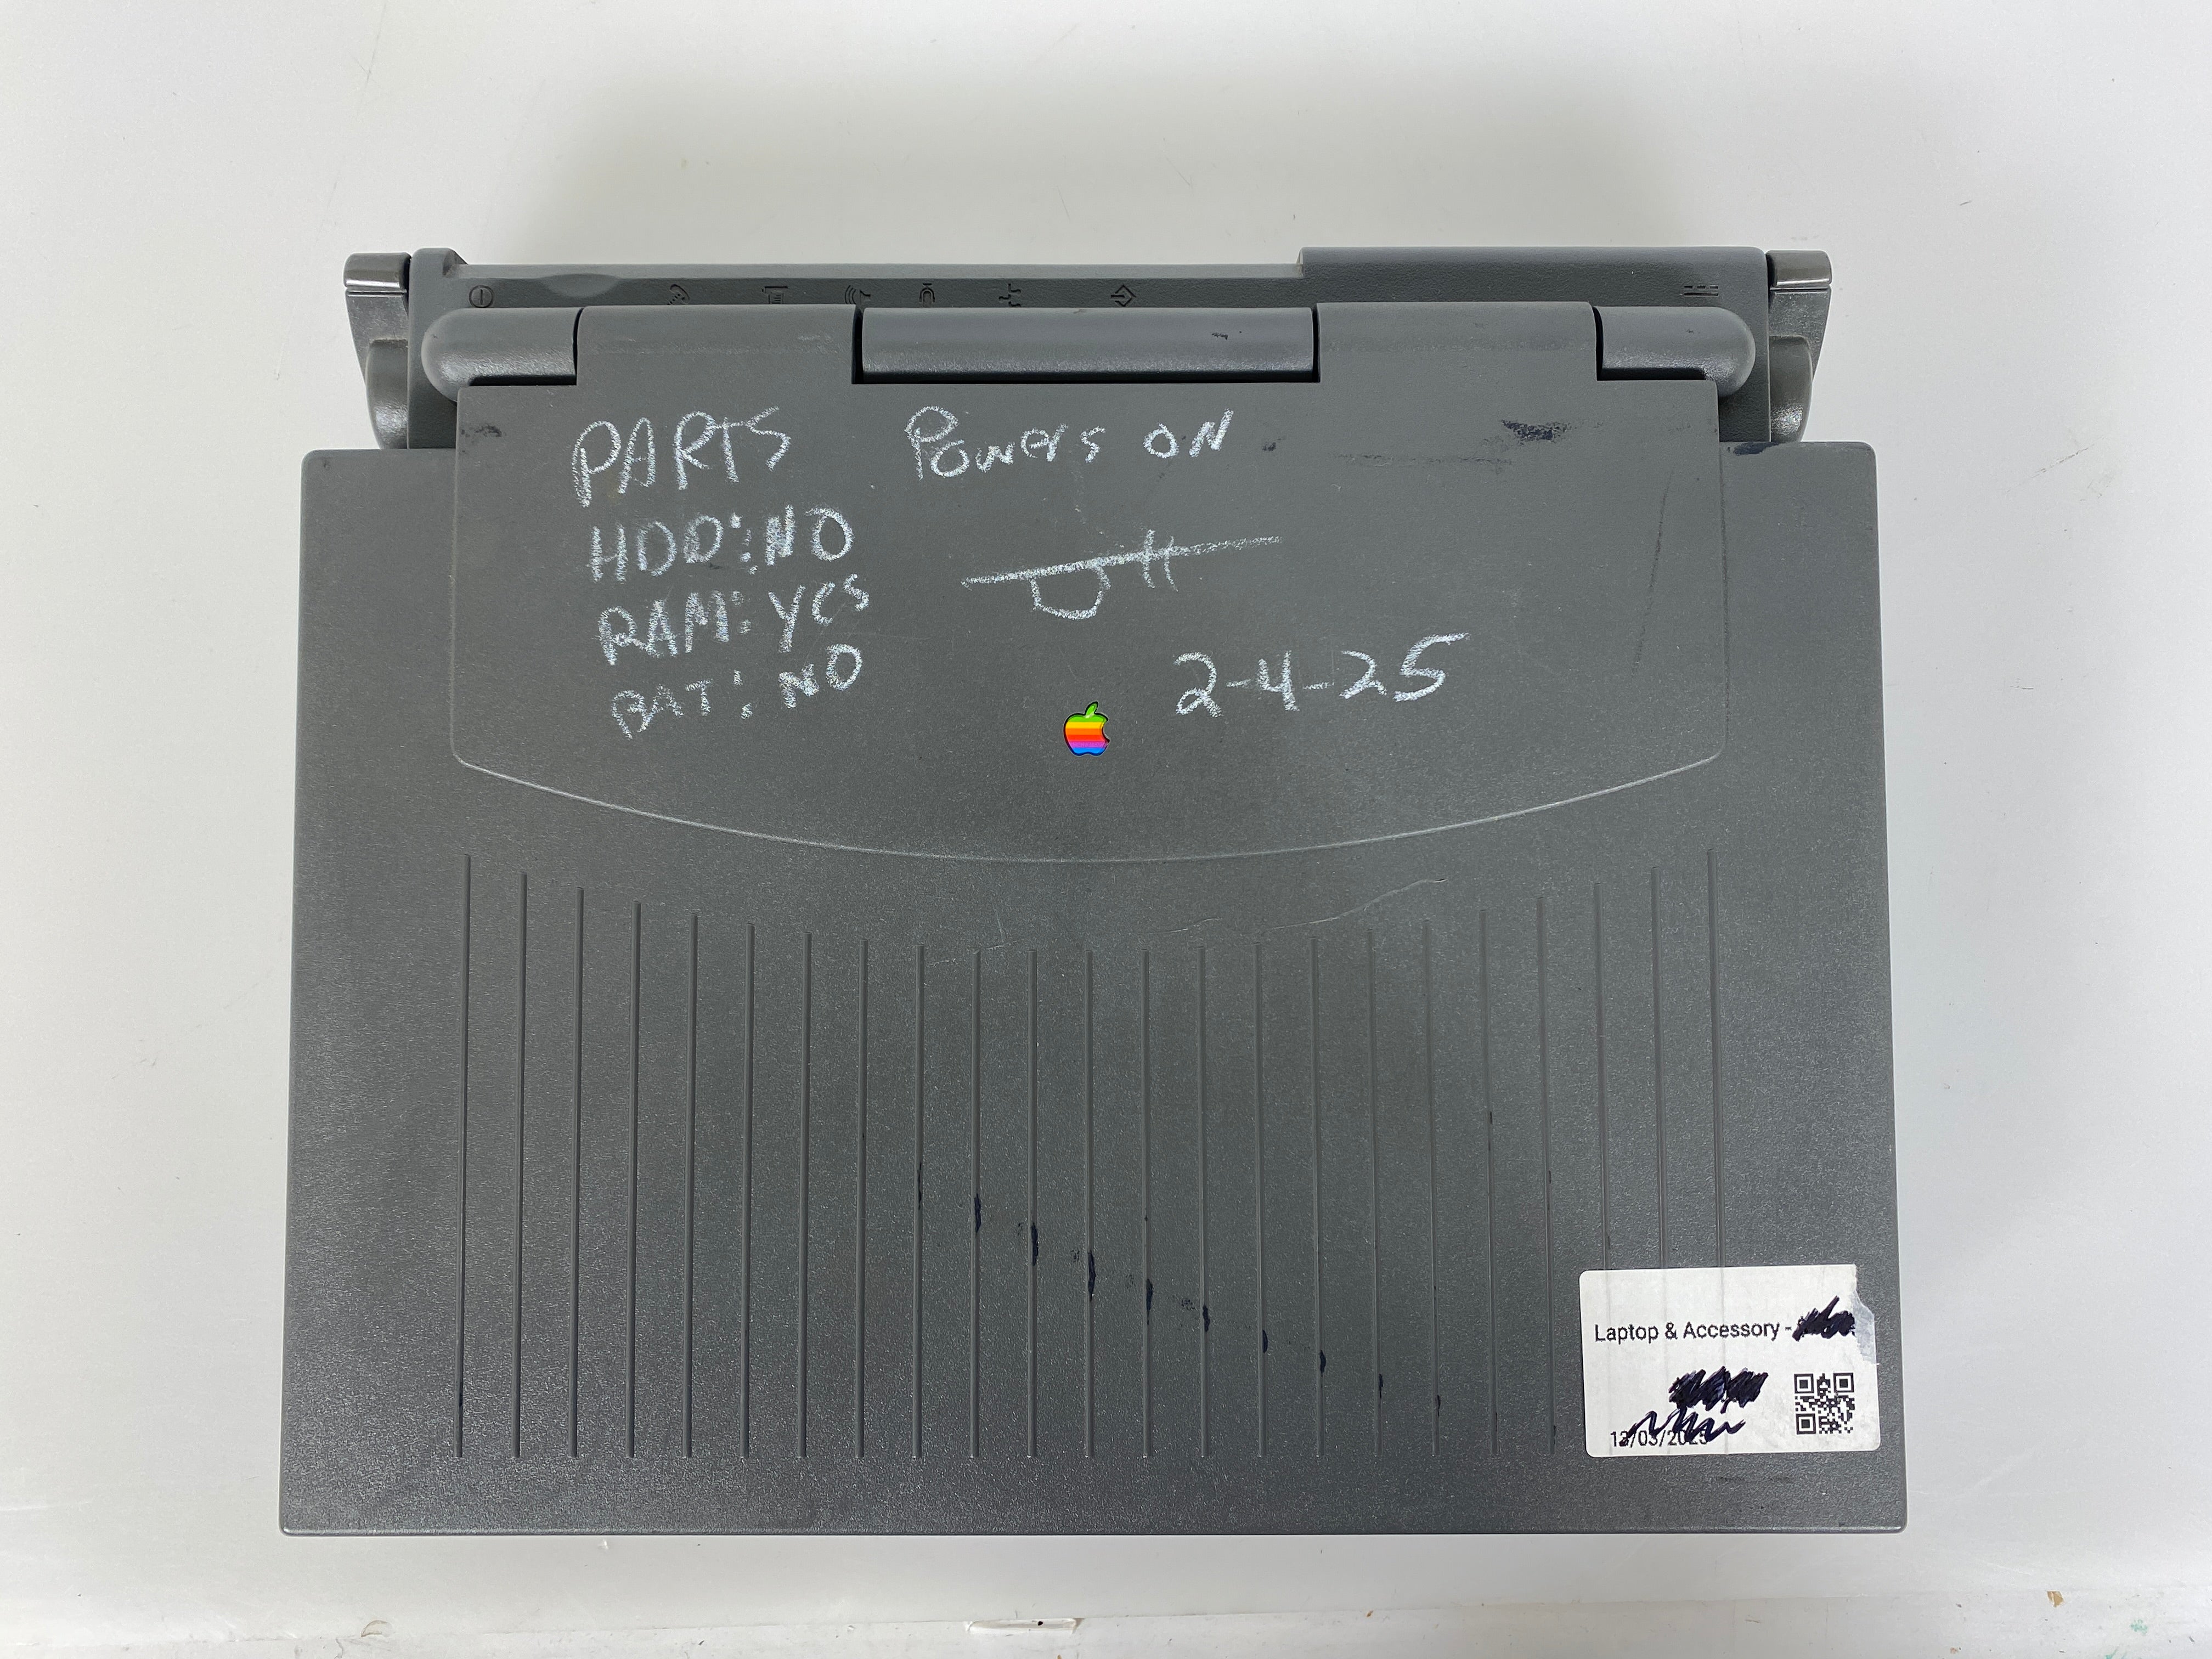 PARTS Powers ON
HDD: NO
RAM: Yes
BAT: NO
2-4-25
Laptop & Accessory -